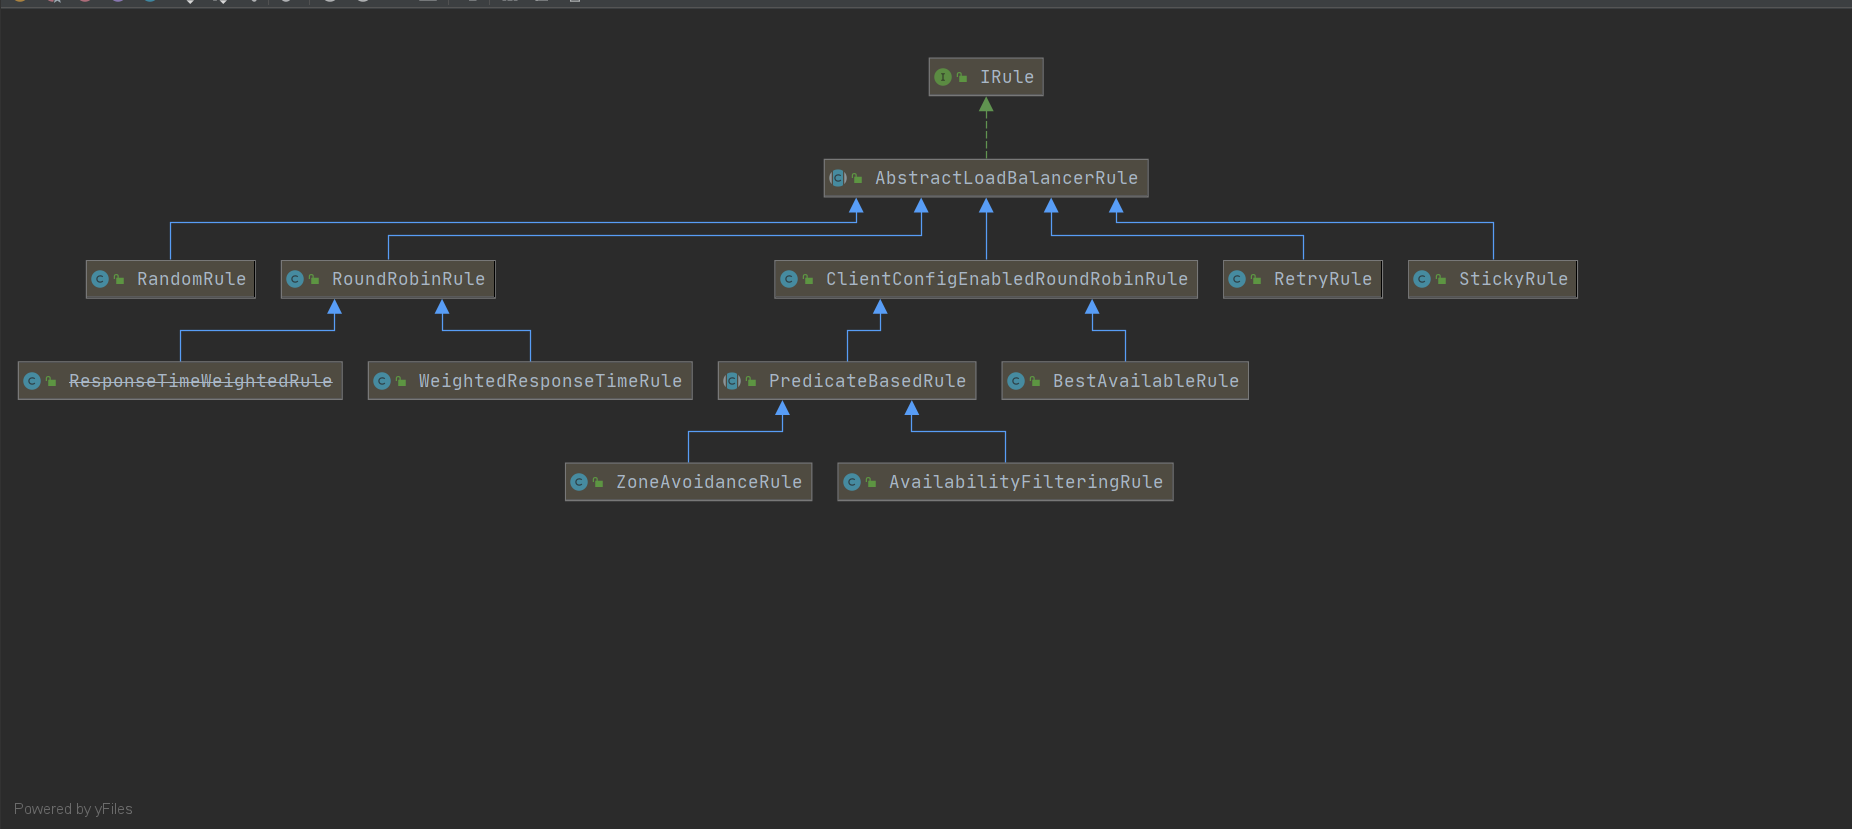 IRule
AbstractLoadBalancerRule
RandomRule
RoundRobinRule
ClientConfigEnabledRoundRobinRule
RetryRule
StickyRule
ResponseTimeWeightedRule
WeightedResponseTimeRule
PredicateBasedRule
BestAvailableRule
ZoneAvoidanceRule
AvailabilityFilteringRule
Powered by yFiles